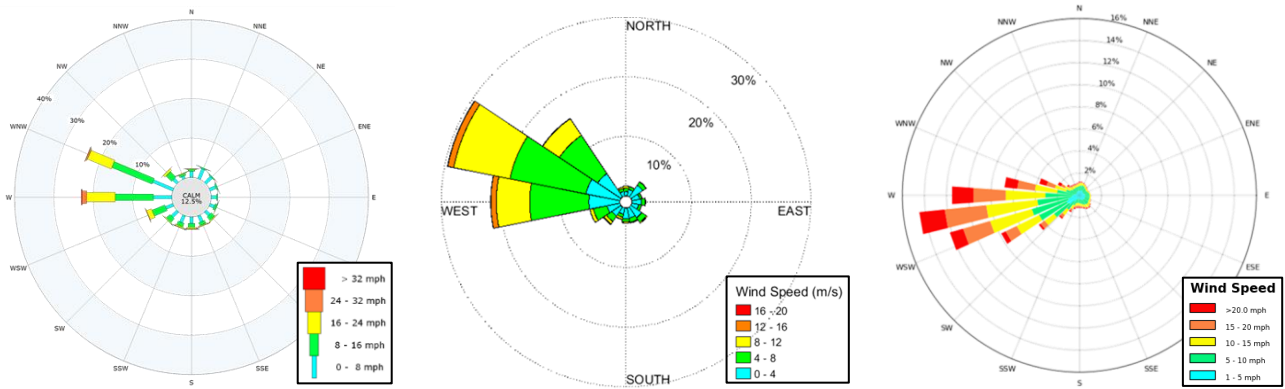 N
NNW
NNE
NW
NE
40%
30%
WNW
20%
ENE
10%
CALM
12.5%
W
E
WSW
SW
SSW
SSE
S
> 32 mph
24 - 32 mph
16 - 24 mph
8 - 16 mph
0 - 8 mph
NORTH
30%
20%
10%
WEST
EAST
SOUTH
Wind Speed (m/s)
16 - 20
12 - 16
8 - 12
4 - 8
0 - 4
N
16%
NNW
NNE
14%
12%
NW
NE
10%
8%
WNW
ENE
6%
4%
2%
W
E
WSW
ESE
SW
SSW
S
Wind Speed
>20.0 mph
15 - 20 mph
10 - 15 mph
5 - 10 mph
1 - 5 mph